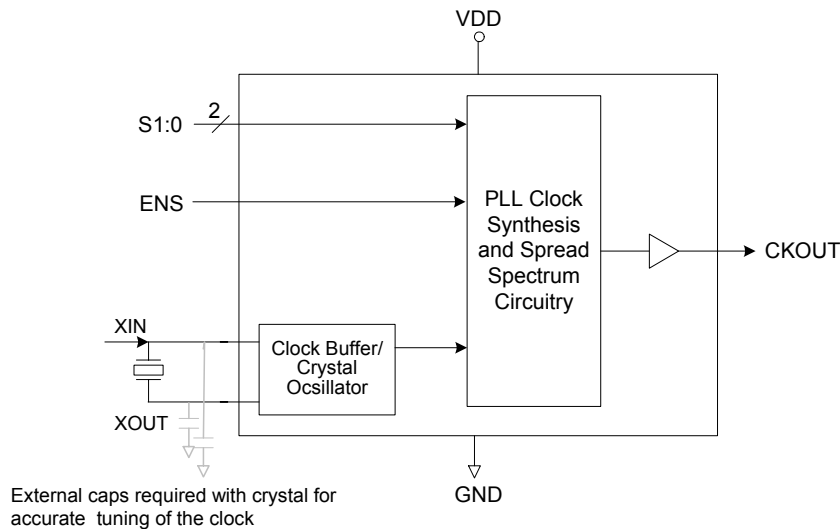 VDD
S1:0
2
ENS
PLL Clock
Synthesis
and Spread
Spectrum
Circuitry
CKOUT
XIN
Clock Buffer/
Crystal
Ocsillator
XOUT
GND
External caps required with crystal for
accurate tuning of the clock